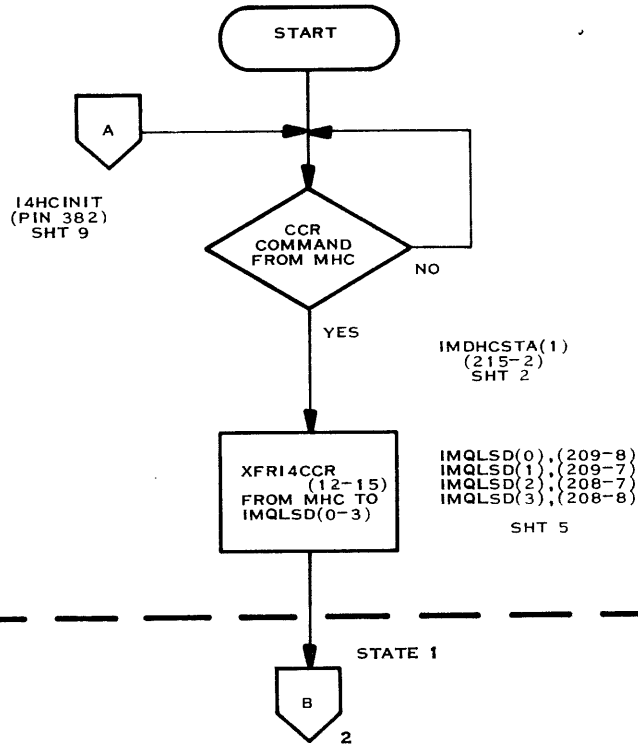 START
A
I4HCINIT
(PIN 382)
SHT 9
CCR
COMMAND
FROM MHC
NO
YES
IMDHCSTA(1)
(215-2)
SHT 2
XFRI4CCR
(12-15)
FROM MHC TO
IMQLSD(0-3)
IMQLSD(0),(209-8)
IMQLSD(1),(209-7)
IMQLSD(2),(208-7)
IMQLSD(3),(208-8)
SHT 5
STATE 1
B
2